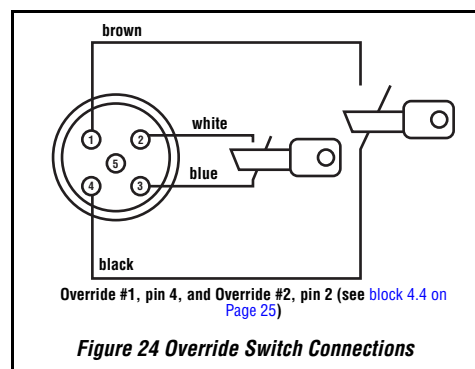 brown
white
1
2
5
blue
4
3
black
Override #1, pin 4, and Override #2, pin 2 (see block 4.4 on
Page 25)
Figure 24 Override Switch Connections